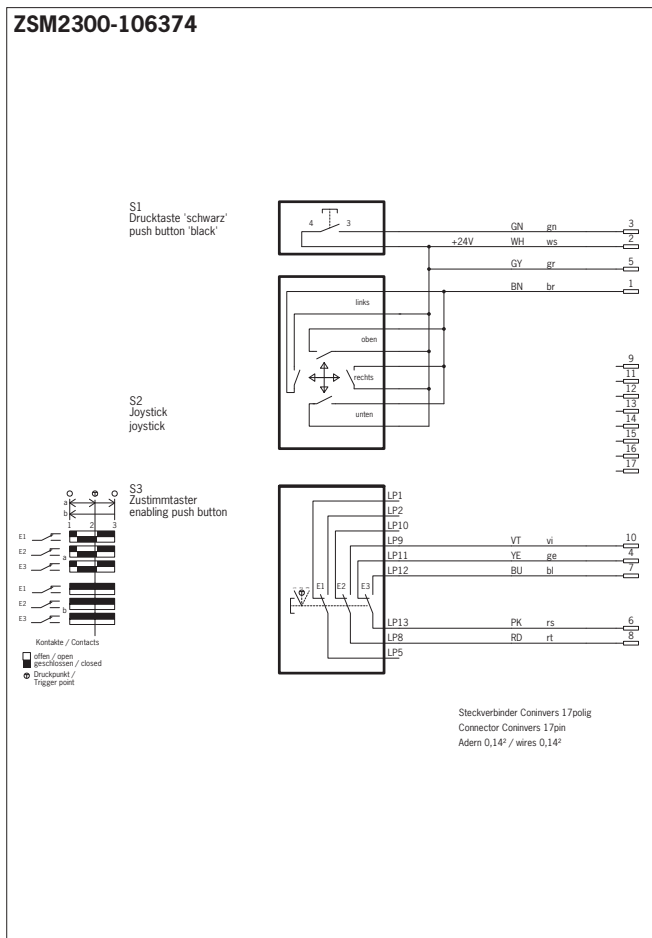 ZSM2300-106374
S1
Drucktaste 'schwarz'
push button 'black'
4 3
GN gn 3
+24V WH ws 2
GY gr 5
BN br 1
links
oben
rechts
unten
S2
Joystick
joystick
9
11
12
13
14
15
16
17
S3
Zustimmtaster
enabling push button
a
b
1 2 3
E1
E2 a
E3
E1
E2 b
E3
Kontakte / Contacts
offen / open
geschlossen / closed
Druckpunkt /
Trigger point
LP1
LP2
LP10
LP9 VT vi 10
LP11 YE ge 4
LP12 BU bl 7
E1 E2 E3
LP13 PK rs 6
LP8 RD rt 8
LP5
Steckverbinder Coninvers 17polig
Connector Coninvers 17pin
Adern 0,14² / wires 0,14²